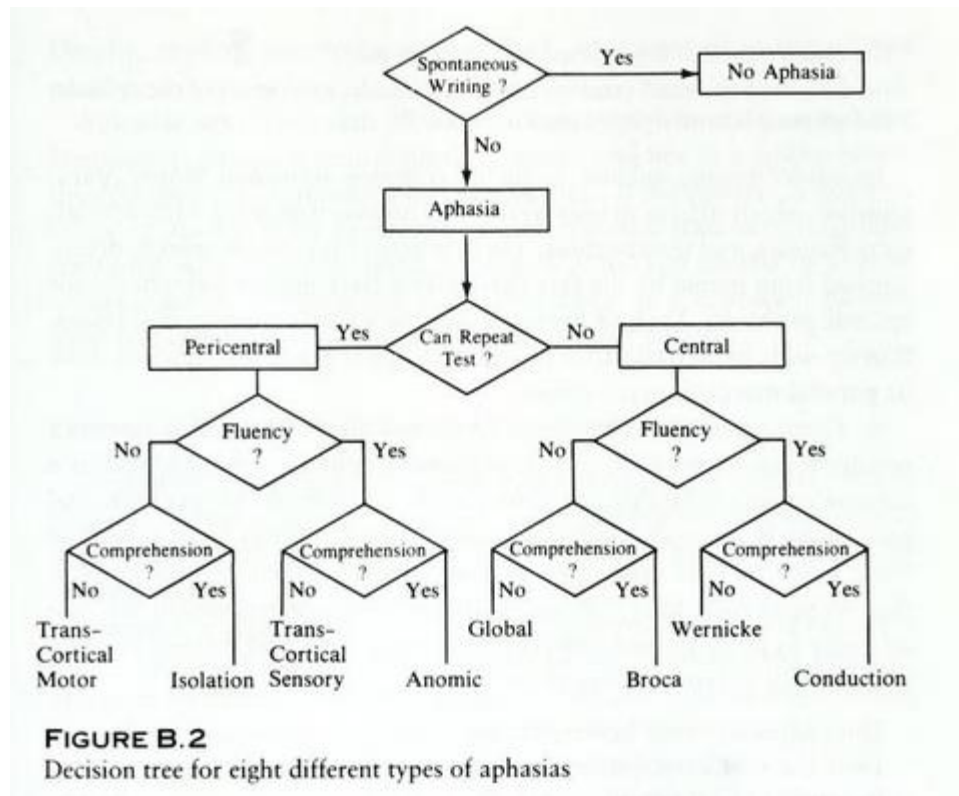 Spontaneous
Writing ?
Yes
No Aphasia
No
Aphasia
Pericentral
Yes
Can Repeat
Test ?
No
Central
Fluency
?
No
Yes
Fluency
?
No
Yes
Comprehension
?
No
Yes
Comprehension
?
No
Yes
Comprehension
?
No
Yes
Comprehension
?
No
Yes
Trans-
Cortical
Motor
Isolation
Trans-
Cortical
Sensory
Anomic
Global
Broca
Wernicke
Conduction
FIGURE B.2
Decision tree for eight different types of aphasias